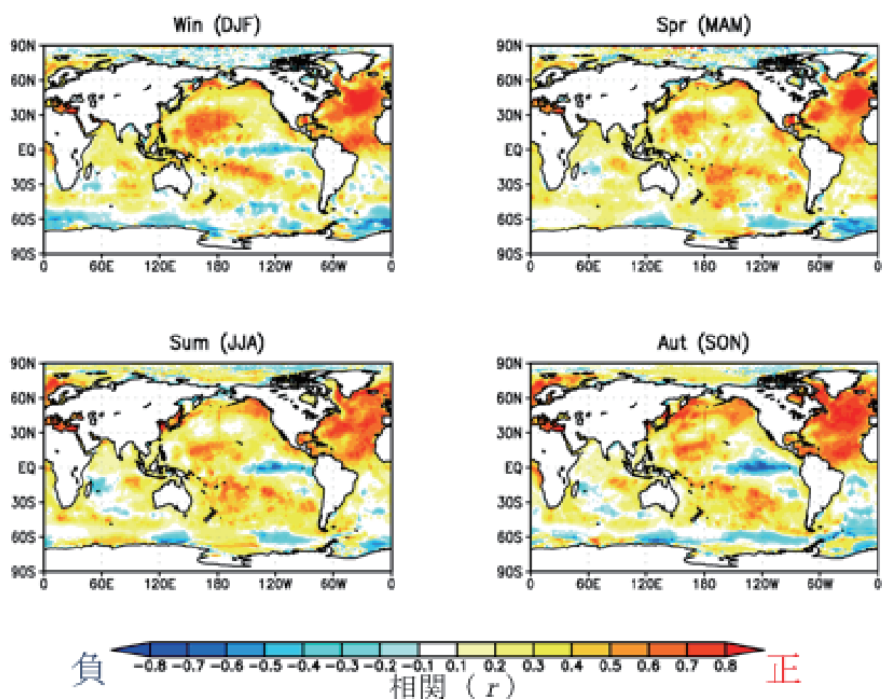 Win (DJF)
90N
60N
30N
EQ
30S
60S
90S
0 60E 120E 180 120W 60W 0
Spr (MAM)
90N
60N
30N
EQ
30S
60S
90S
0 60E 120E 180 120W 60W 0
Sum (JJA)
90N
60N
30N
EQ
30S
60S
90S
0 60E 120E 180 120W 60W 0
Aut (SON)
90N
60N
30N
EQ
30S
60S
90S
0 60E 120E 180 120W 60W 0
負 -0.8 -0.7 -0.6 -0.5 -0.4 -0.3 -0.2 -0.1 0.1 0.2 0.3 0.4 0.5 0.6 0.7 0.8 正
相関 (r)